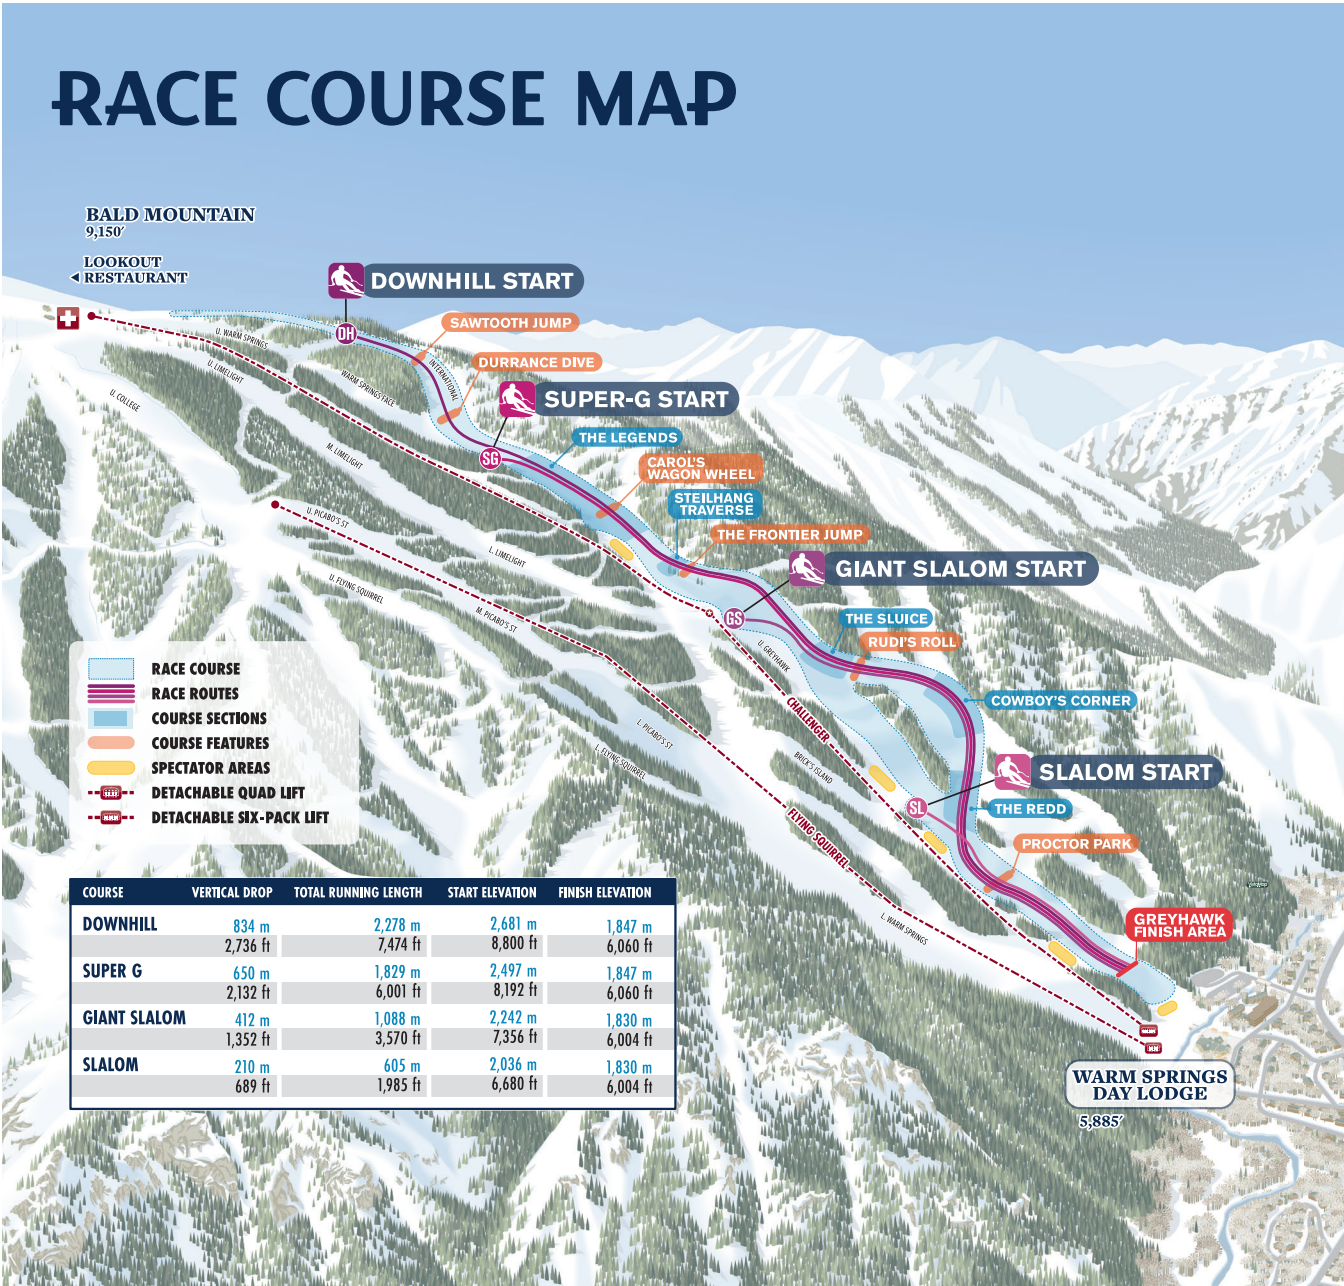 RACE COURSE MAP
BALD MOUNTAIN
9,150'
LOOKOUT
RESTAURANT
DOWNHILL START
DH
SAWTOOTH JUMP
U. WARM SPRINGS
U. LIMELIGHT
U. COLLEGE
WARM SPRINGS FACE
INTERNATIONAL
DURRANCE DIVE
SUPER-G START
SG
THE LEGENDS
M. LIMELIGHT
CAROL'S
WAGON WHEEL
STEILHANG
TRAVERSE
THE FRONTIER JUMP
U. PICABO'S ST
L. LIMELIGHT
GIANT SLALOM START
GS
U. FLYING SQUIRREL
M. PICABO'S ST
THE SLUICE
RUDI'S ROLL
U. GREYHAWK
COWBOY'S CORNER
CHALLENGER
L. PICABO'S ST
L. FLYING SQUIRREL
BRICK'S ISLAND
SLALOM START
SL
THE REDD
FLYING SQUIRREL
PROCTOR PARK
L. WARM SPRINGS
GREYHAWK
FINISH AREA
WARM SPRINGS
DAY LODGE
5,885'
RACE COURSE
RACE ROUTES
COURSE SECTIONS
COURSE FEATURES
SPECTATOR AREAS
DETACHABLE QUAD LIFT
DETACHABLE SIX-PACK LIFT
COURSE VERTICAL DROP TOTAL RUNNING LENGTH START ELEVATION FINISH ELEVATION
DOWNHILL 834 m 2,278 m 2,681 m 1,847 m
2,736 ft 7,474 ft 8,800 ft 6,060 ft
SUPER G 650 m 1,829 m 2,497 m 1,847 m
2,132 ft 6,001 ft 8,192 ft 6,060 ft
GIANT SLALOM 412 m 1,088 m 2,242 m 1,830 m
1,352 ft 3,570 ft 7,356 ft 6,004 ft
SLALOM 210 m 605 m 2,036 m 1,830 m
689 ft 1,985 ft 6,680 ft 6,004 ft